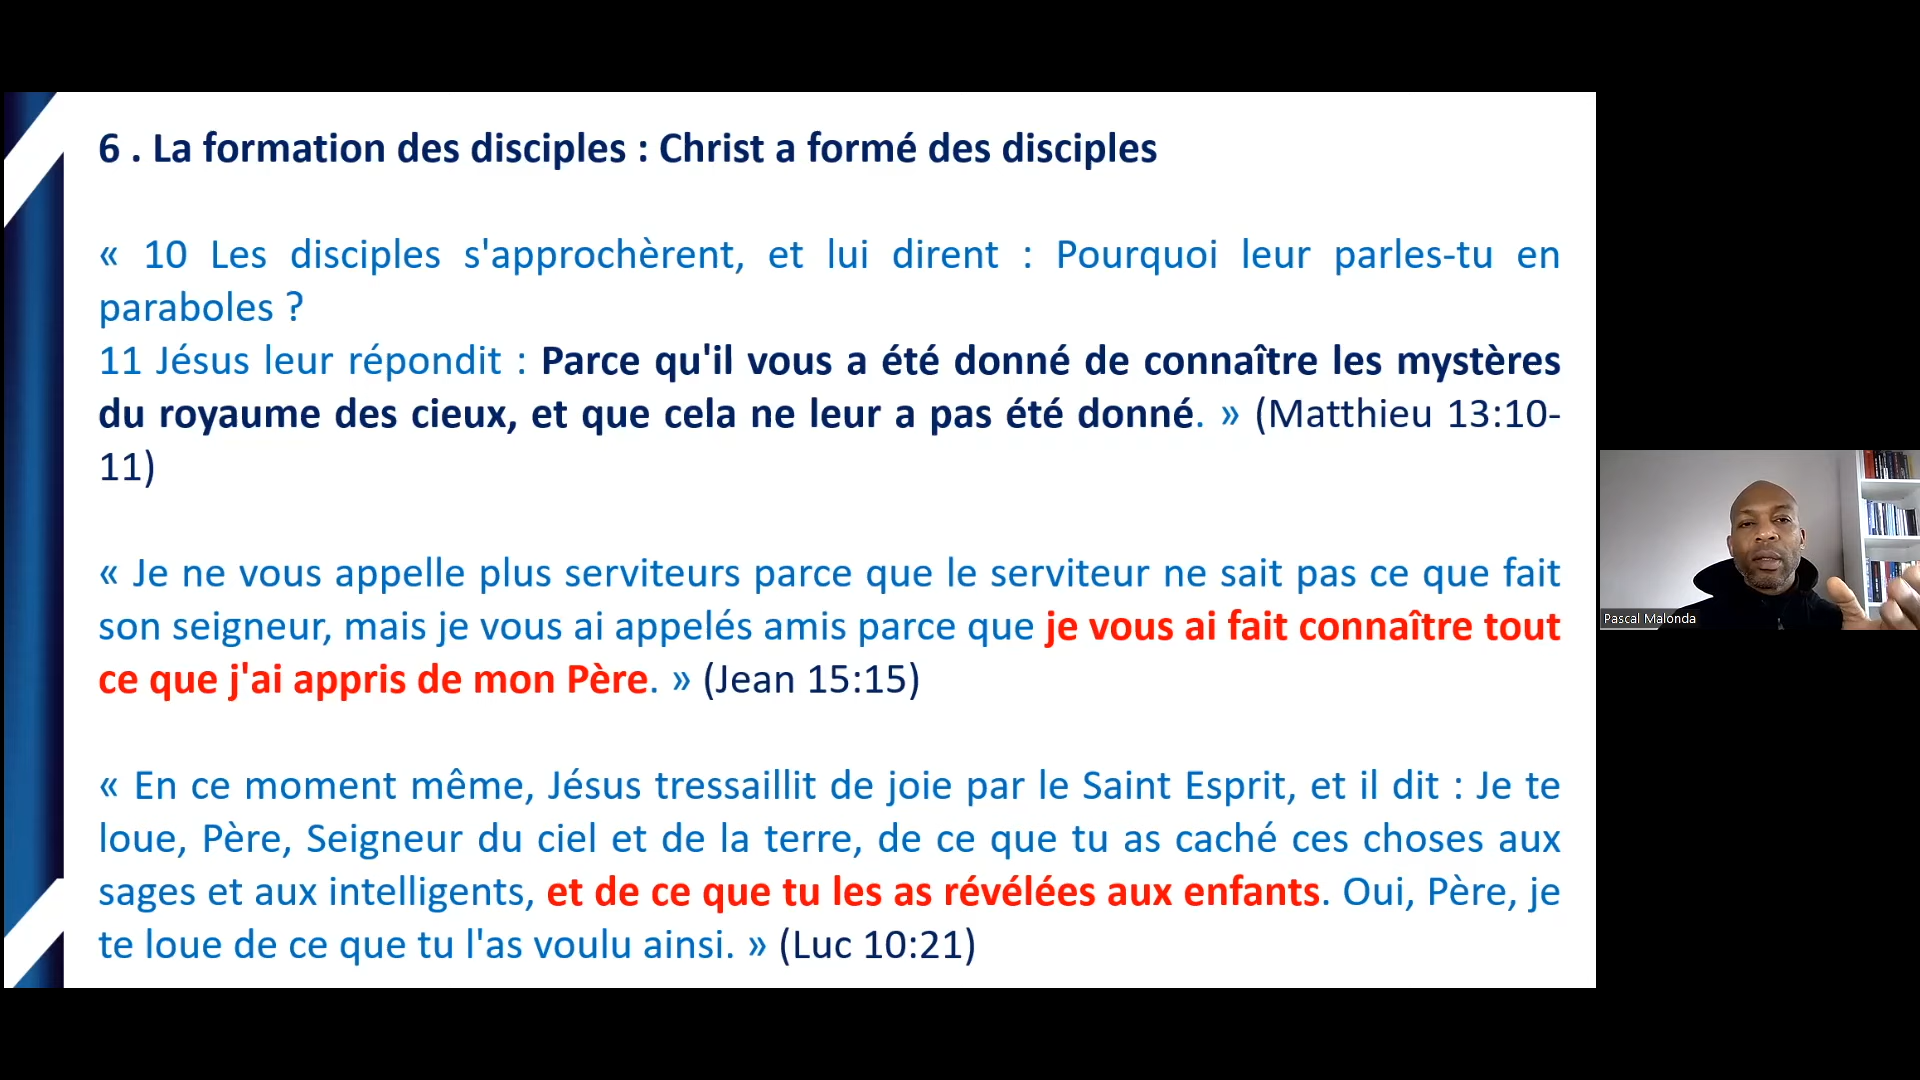 6 . La formation des disciples : Christ a formé des disciples
« 10 Les disciples s'approchèrent, et lui dirent : Pourquoi leur parles-tu en
paraboles ?
11 Jésus leur répondit : Parce qu'il vous a été donné de connaître les mystères
du royaume des cieux, et que cela ne leur a pas été donné. » (Matthieu 13:10-
11)
« Je ne vous appelle plus serviteurs parce que le serviteur ne sait pas ce que fait
son seigneur, mais je vous ai appelés amis parce que je vous ai fait connaître tout
ce que j'ai appris de mon Père. » (Jean 15:15)
« En ce moment même, Jésus tressaillit de joie par le Saint Esprit, et il dit : Je te
loue, Père, Seigneur du ciel et de la terre, de ce que tu as caché ces choses aux
sages et aux intelligents, et de ce que tu les as révélées aux enfants. Oui, Père, je
te loue de ce que tu l'as voulu ainsi. » (Luc 10:21)
Pascal Malonda